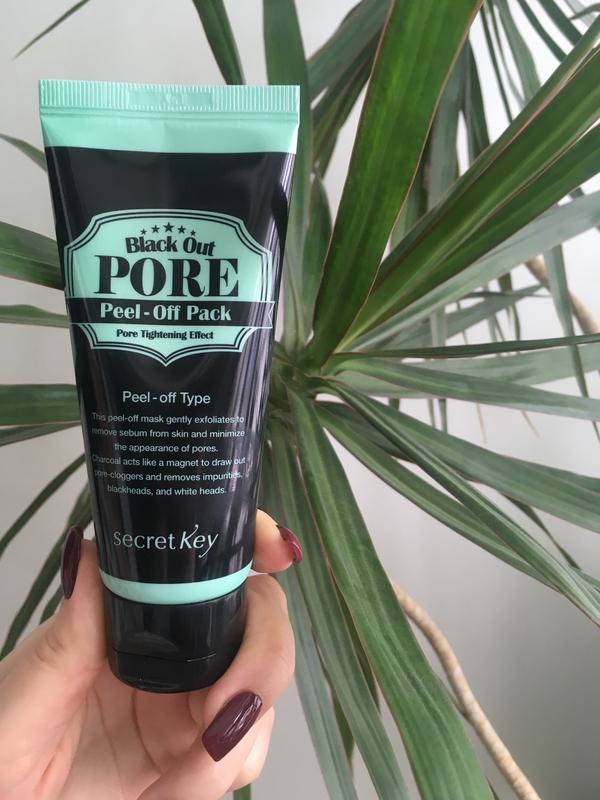 Black Out
PORE
Peel-Off Pack
Pore Tightening Effect
Peel-off Type
This peel-off mask gently exfoliates to
remove sebum from skin and minimize
the appearance of pores.
Charcoal acts like a magnet to draw out
pore-cloggers and removes impurities,
blackheads, and white heads.
secretKey